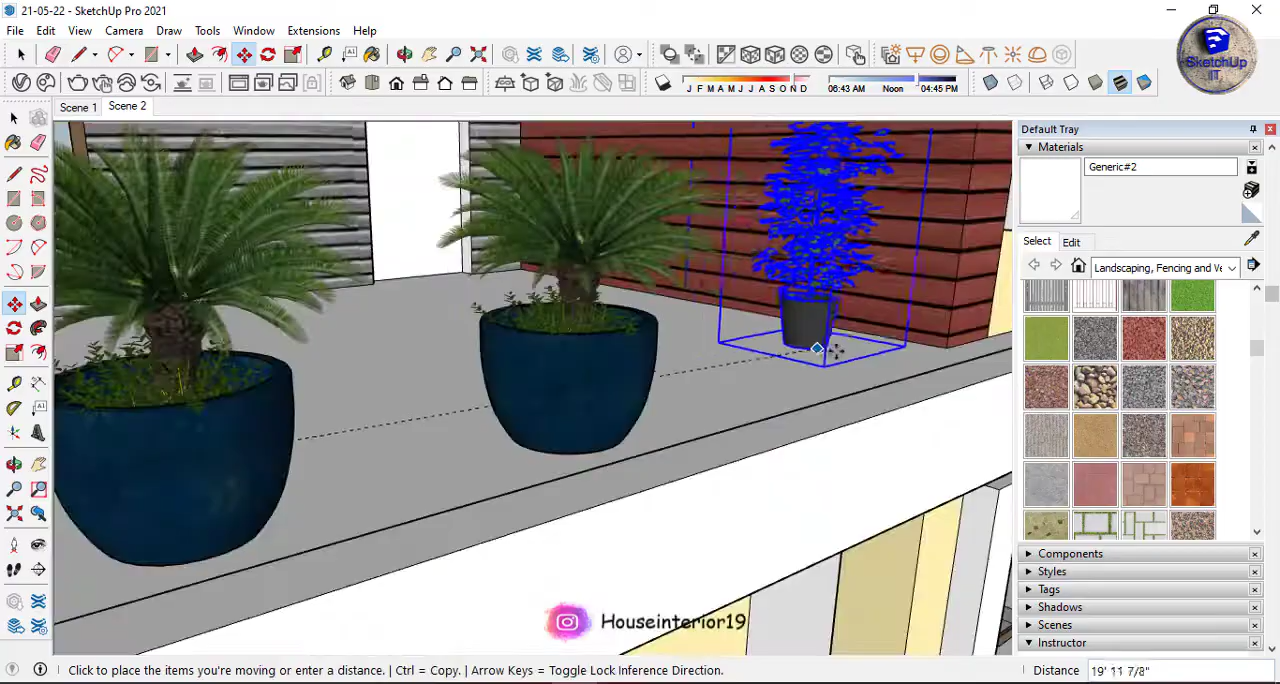 21-05-22 - SketchUp Pro 2021
File Edit View Camera Draw Tools Window Extensions Help
J F M A M J J A S O N D 06:43 AM Noon 04:45 PM
SketchUp
IT
Scene 1 Scene 2
Default Tray
Materials
Generic#2
Select Edit
Landscaping, Fencing and Ve
Components
Styles
Tags
Shadows
Scenes
Instructor
Houseinterior19
Click to place the items you're moving or enter a distance. | Ctrl = Copy. | Arrow Keys = Toggle Lock Inference Direction.
Distance 19' 11 7/8"